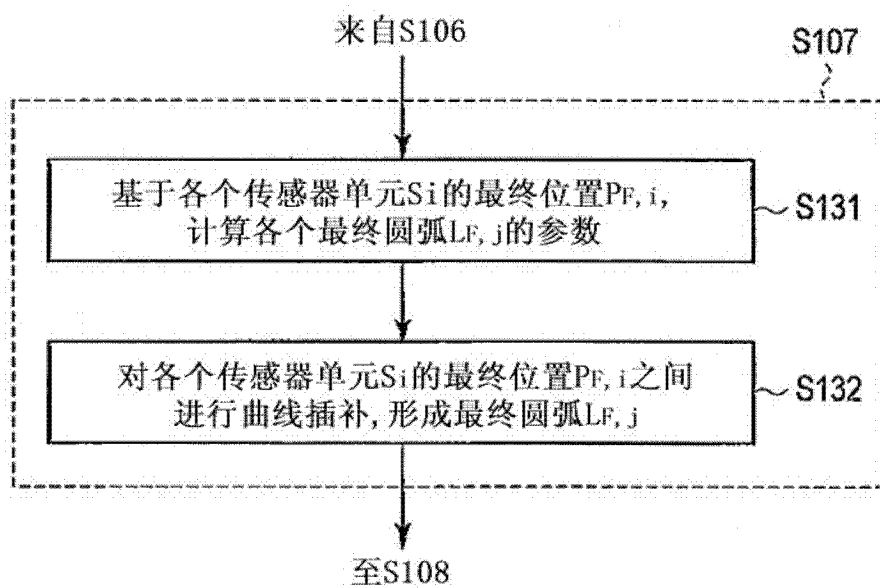 来自S106
S107
基于各个传感器单元Si的最终位置PF,i,
计算各个最终圆弧LF,j的参数
S131
对各个传感器单元Si的最终位置PF,i之间
进行曲线插补,形成最终圆弧LF,j
S132
至S108